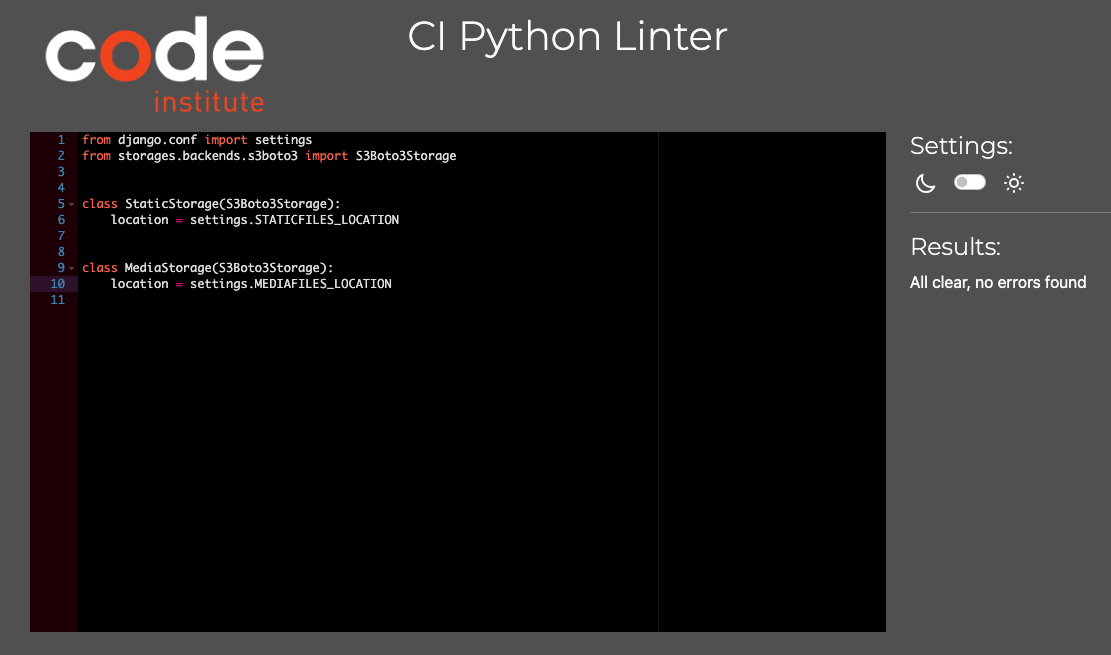 code
institute
CI Python Linter
1 from django.conf import settings
2 from storages.backends.s3boto3 import S3Boto3Storage
3
4
5 class StaticStorage(S3Boto3Storage):
6     location = settings.STATICFILES_LOCATION
7
8
9 class MediaStorage(S3Boto3Storage):
10     location = settings.MEDIAFILES_LOCATION
11
Settings:
Results:
All clear, no errors found